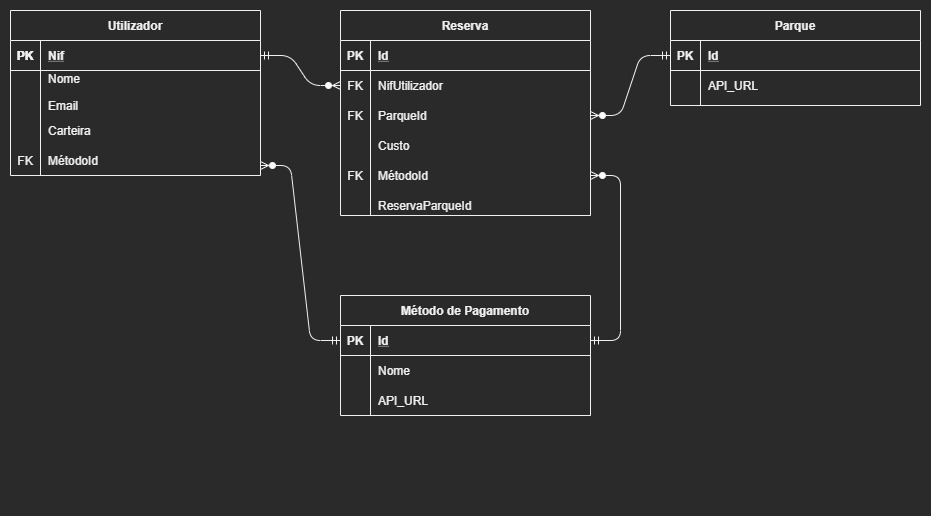 Utilizador
PK Nif
Nome
Email
Carteira
FK MétodoId
Reserva
PK Id
FK NifUtilizador
FK ParqueId
Custo
FK MétodoId
ReservaParqueId
Parque
PK Id
API_URL
Método de Pagamento
PK Id
Nome
API_URL